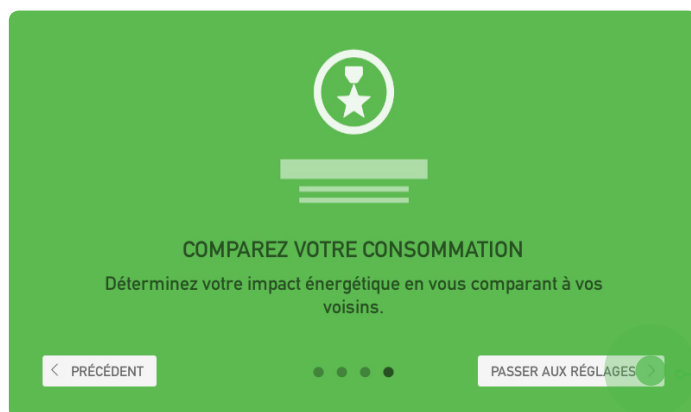 COMPAREZ VOTRE CONSOMMATION
Déterminez votre impact énergétique en vous comparant à vos
voisins.
PRÉCÉDENT
PASSER AUX RÉGLAGES